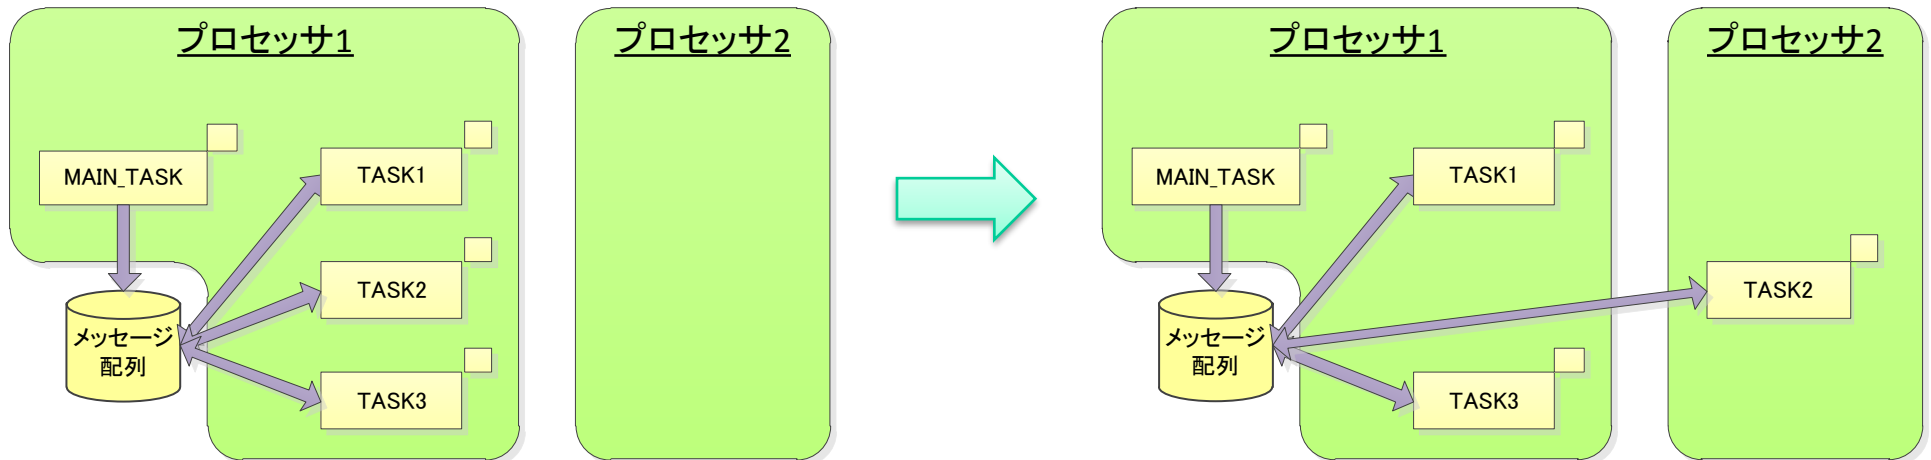 プロセッサ1
MAIN_TASK
TASK1
TASK2
TASK3
メッセージ
配列
プロセッサ2
プロセッサ1
MAIN_TASK
TASK1
TASK3
メッセージ
配列
プロセッサ2
TASK2